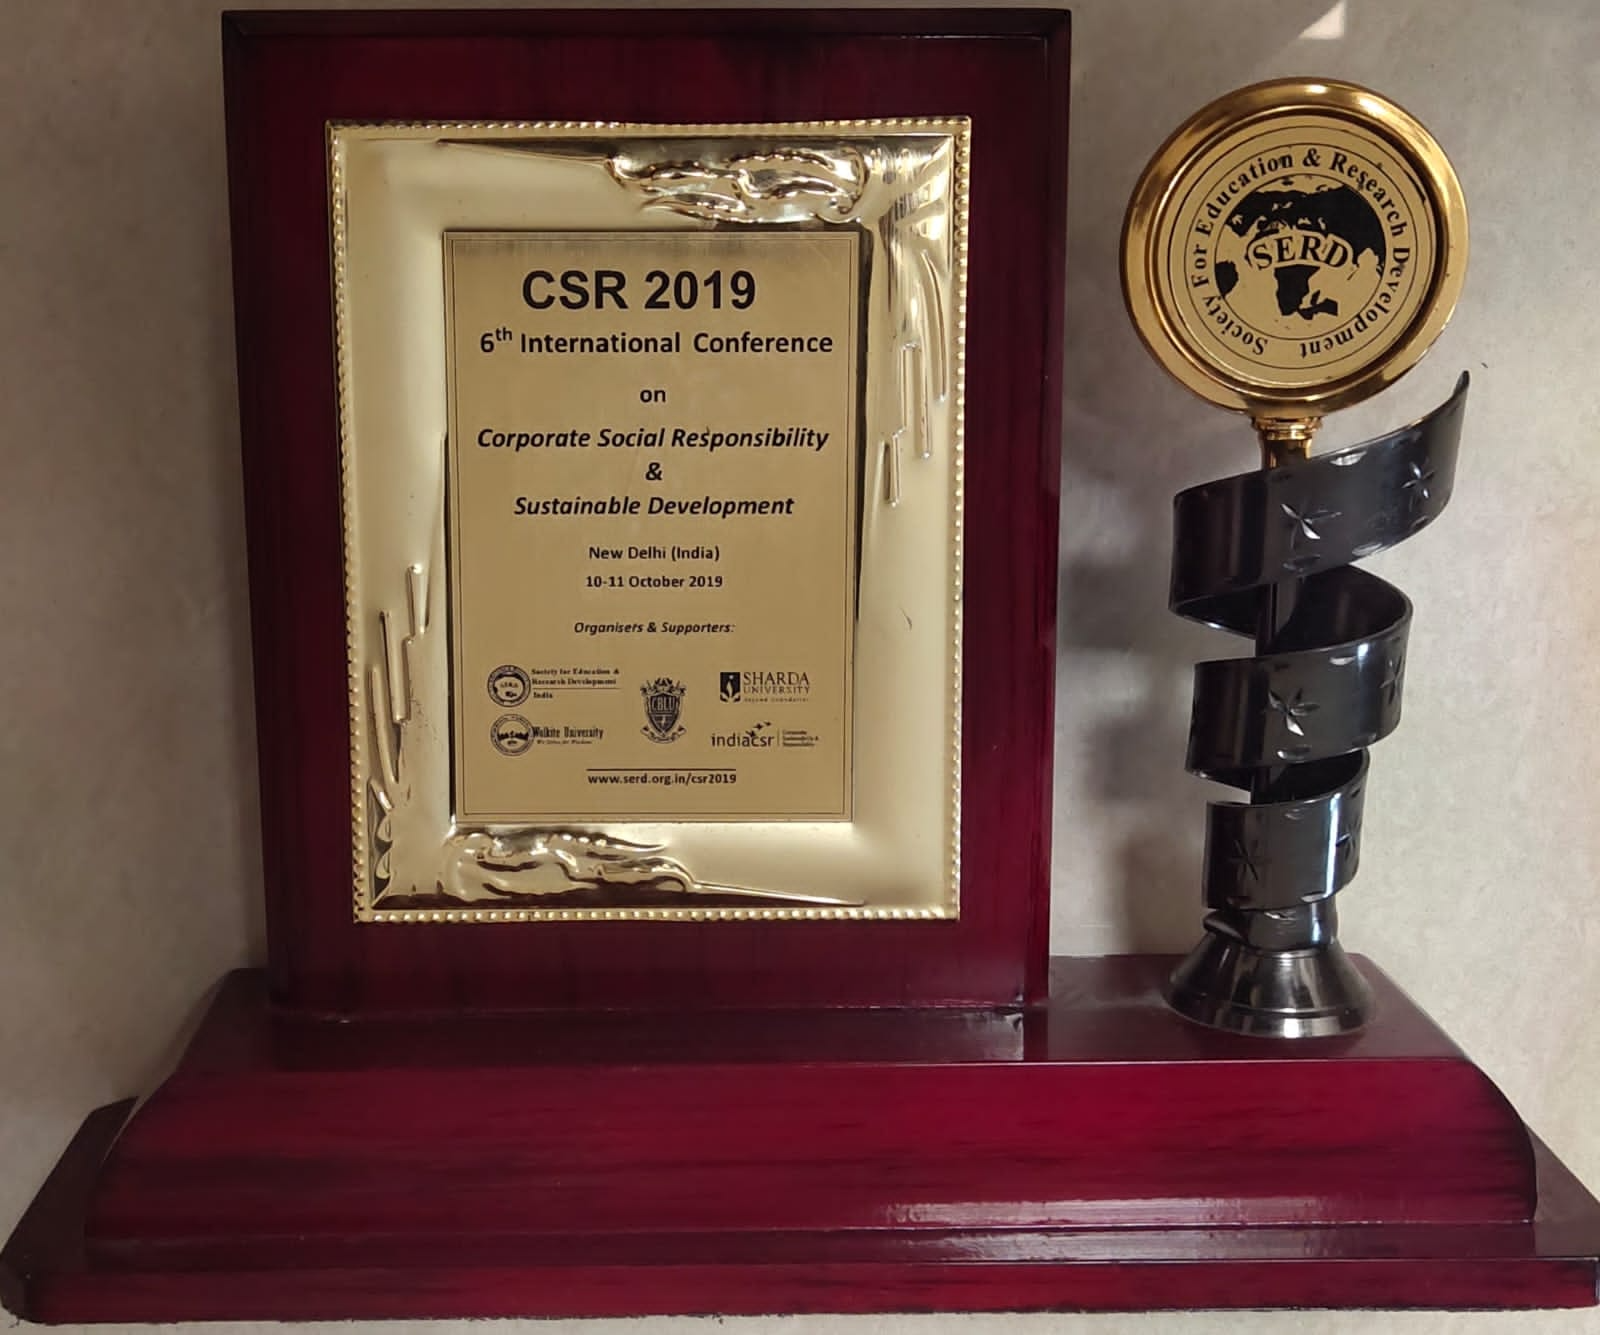 CSR 2019
6th International Conference
on
Corporate Social Responsibility
&
Sustainable Development
New Delhi (India)
10-11 October 2019
Organisers & Supporters:
Society for Education &
Research Development
India
CBLU
SHARDA
UNIVERSITY
Wolkite University
indiacsr
www.serd.org.in/csr2019
Society For Education & Research Development
SERD